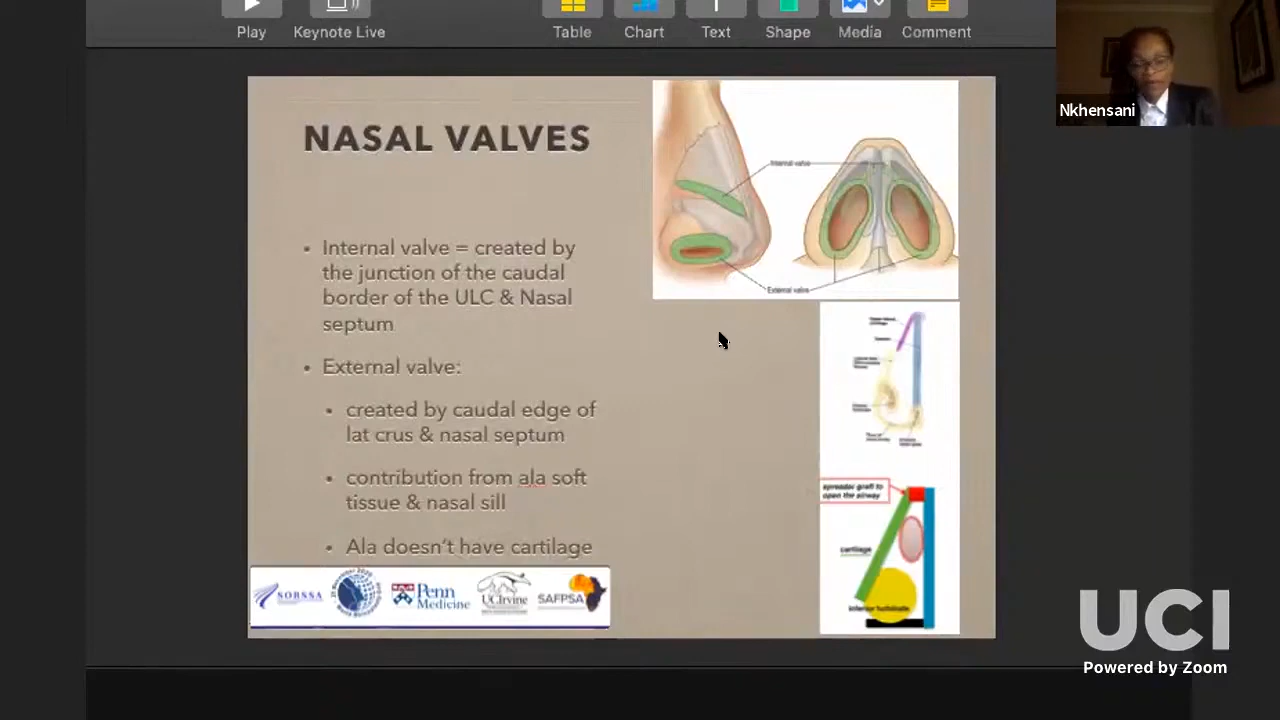 Play
Keynote Live
Table
Chart
Text
Shape
Media
Comment
Nkhensani
NASAL VALVES
• Internal valve = created by
the junction of the caudal
border of the ULC & Nasal
septum
• External valve:
• created by caudal edge of
lat crus & nasal septum
• contribution from ala soft
tissue & nasal sill
• Ala doesn't have cartilage
Internal valve
External valve
spreader graft to
open the airway
cartilage
inferior turbinate
SORSSA
Penn
Medicine
UCIrvine
SAFPSA
UCI
Powered by Zoom